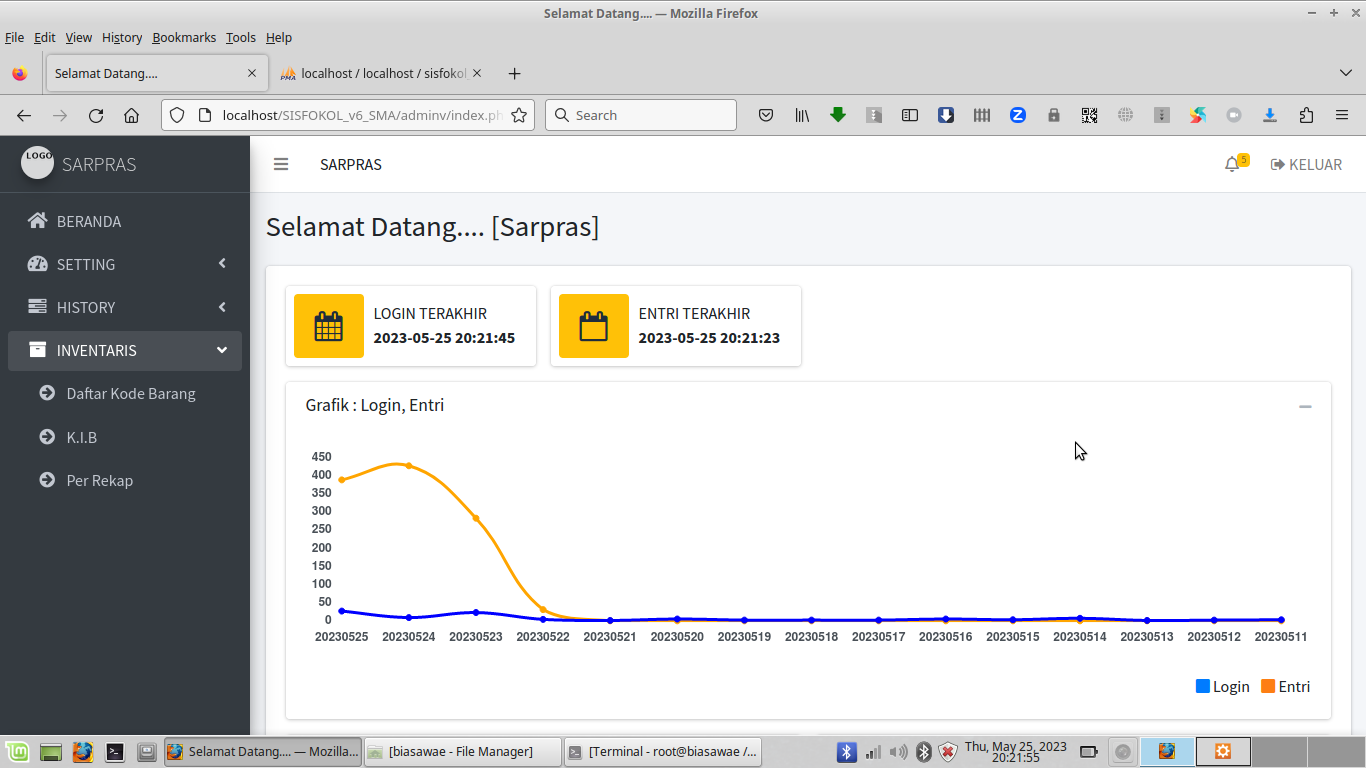 Selamat Datang.... — Mozilla Firefox
File Edit View History Bookmarks Tools Help
Selamat Datang....
localhost / localhost / sisfokol
localhost/SISFOKOL_v6_SMA/adminv/index.ph
Search
LOGO
SARPRAS
SARPRAS
5
KELUAR
BERANDA
SETTING
HISTORY
INVENTARIS
Daftar Kode Barang
K.I.B
Per Rekap
Selamat Datang.... [Sarpras]
LOGIN TERAKHIR
2023-05-25 20:21:45
ENTRI TERAKHIR
2023-05-25 20:21:23
Grafik : Login, Entri
450
400
350
300
250
200
150
100
50
0
20230525 20230524 20230523 20230522 20230521 20230520 20230519 20230518 20230517 20230516 20230515 20230514 20230513 20230512 20230511
Login Entri
Selamat Datang.... — Mozilla...
[biasawae - File Manager]
[Terminal - root@biasawae /...
Thu, May 25, 2023
20:21:55